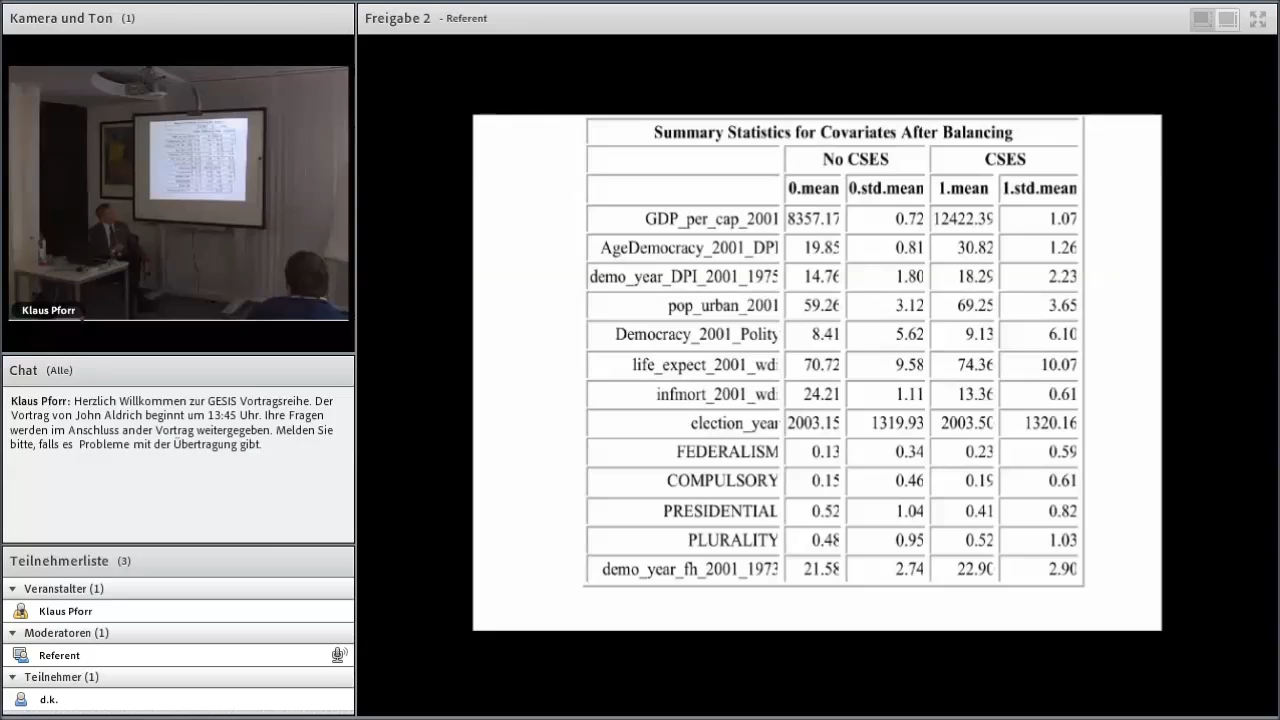 Kamera und Ton (1)
Klaus Pforr
Chat (Alle)
Klaus Pforr: Herzlich Willkommen zur GESIS Vortragsreihe. Der
Vortrag von John Aldrich beginnt um 13:45 Uhr. Ihre Fragen
werden im Anschluss ander Vortrag weitergegeben. Melden Sie
bitte, falls es Probleme mit der Übertragung gibt.
Teilnehmerliste (3)
Veranstalter (1)
Klaus Pforr
Moderatoren (1)
Referent
Teilnehmer (1)
d.k.
Freigabe 2 - Referent
Summary Statistics for Covariates After Balancing
No CSES CSES
0.mean 0.std.mean 1.mean 1.std.mean
GDP_per_cap_2001 8357.17 0.72 12422.39 1.07
AgeDemocracy_2001_DPI 19.85 0.81 30.82 1.26
demo_year_DPI_2001_1975 14.76 1.80 18.29 2.23
pop_urban_2001 59.26 3.12 69.25 3.65
Democracy_2001_Polity 8.41 5.62 9.13 6.10
life_expect_2001_wdi 70.72 9.58 74.36 10.07
infmort_2001_wdi 24.21 1.11 13.36 0.61
election_year 2003.15 1319.93 2003.50 1320.16
FEDERALISM 0.13 0.34 0.23 0.59
COMPULSORY 0.15 0.46 0.19 0.61
PRESIDENTIAL 0.52 1.04 0.41 0.82
PLURALITY 0.48 0.95 0.52 1.03
demo_year_fh_2001_1973 21.58 2.74 22.90 2.90